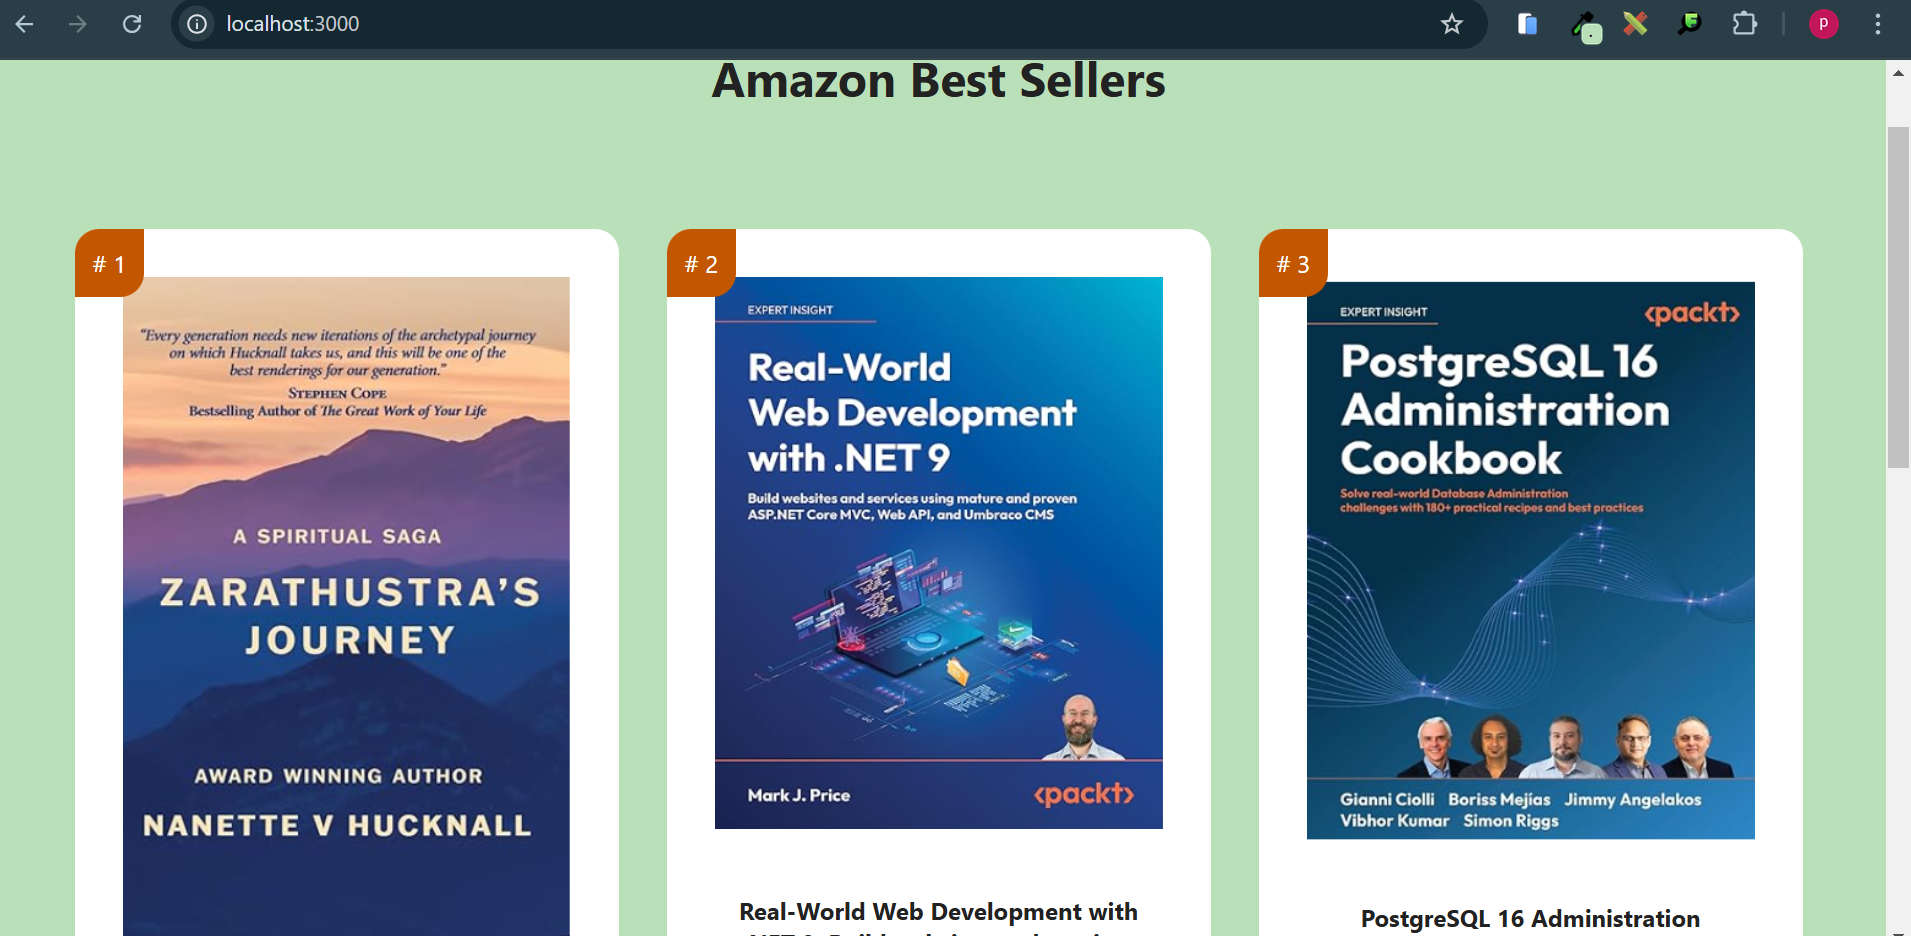 localhost:3000
p
Amazon Best Sellers
# 1
“Every generation needs new iterations of the archetypal journey
on which Hucknall takes us, and this will be one of the
best renderings for our generation.”
STEPHEN COPE
Bestselling Author of The Great Work of Your Life
A SPIRITUAL SAGA
ZARATHUSTRA’S
JOURNEY
AWARD WINNING AUTHOR
NANETTE V HUCKNALL
# 2
EXPERT INSIGHT
Real-World
Web Development
with .NET 9
Build websites and services using mature and proven
ASP.NET Core MVC, Web API, and Umbraco CMS
Mark J. Price
<packt>
Real-World Web Development with
# 3
EXPERT INSIGHT
<packt>
PostgreSQL 16
Administration
Cookbook
Solve real-world Database Administration
challenges with 180+ practical recipes and best practices
Gianni Ciolli Boriss Mejías Jimmy Angelakos
Vibhor Kumar Simon Riggs
PostgreSQL 16 Administration